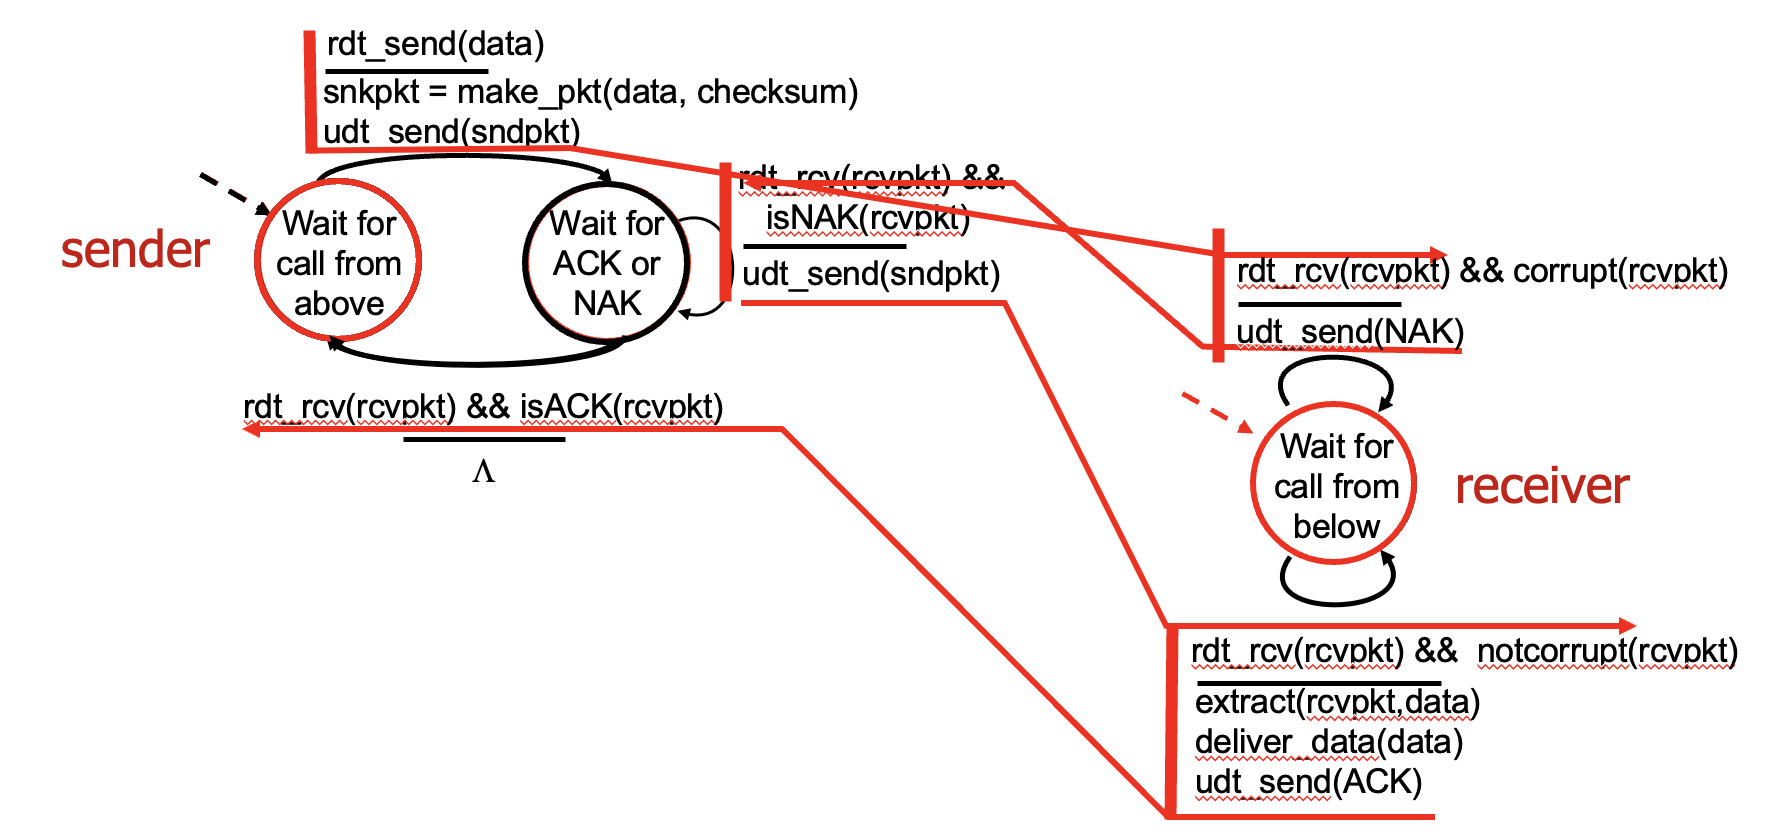 rdt_send(data)
snkpkt = make_pkt(data, checksum)
udt_send(sndpkt)
sender
Wait for
call from
above
Wait for
ACK or
NAK
rdt_rcv(rcvpkt) &&
isNAK(rcvpkt)
udt_send(sndpkt)
rdt_rcv(rcvpkt) && isACK(rcvpkt)
Λ
rdt_rcv(rcvpkt) && corrupt(rcvpkt)
udt_send(NAK)
Wait for
call from
below
receiver
rdt_rcv(rcvpkt) && notcorrupt(rcvpkt)
extract(rcvpkt,data)
deliver_data(data)
udt_send(ACK)